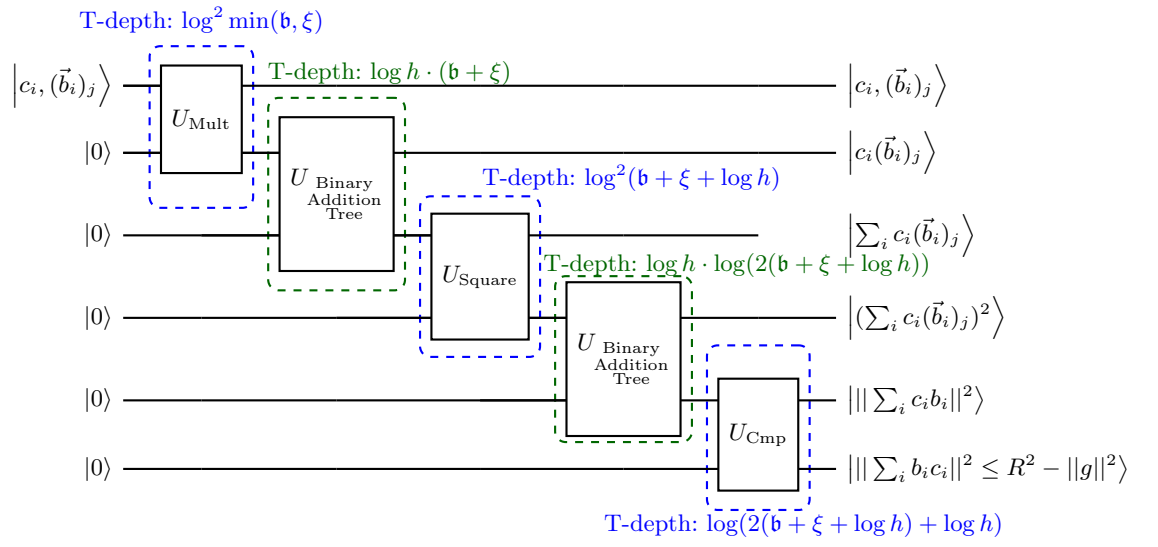 T-depth: log² min(𝔟, ξ)
T-depth: log h · (𝔟 + ξ)
|c_i, (b⃗_i)_j⟩
U_Mult
|c_i, (b⃗_i)_j⟩
|0⟩
|c_i(b⃗_i)_j⟩
U Binary
Addition
Tree
T-depth: log²(𝔟 + ξ + log h)
|0⟩
|∑_i c_i(b⃗_i)_j⟩
U_Square
T-depth: log h · log(2(𝔟 + ξ + log h))
|0⟩
|(∑_i c_i(b⃗_i)_j)²⟩
U Binary
Addition
Tree
|0⟩
||| ∑_i c_i b_i||²⟩
U_Cmp
|0⟩
||| ∑_i b_i c_i||² ≤ R² − ||g||²⟩
T-depth: log(2(𝔟 + ξ + log h) + log h)